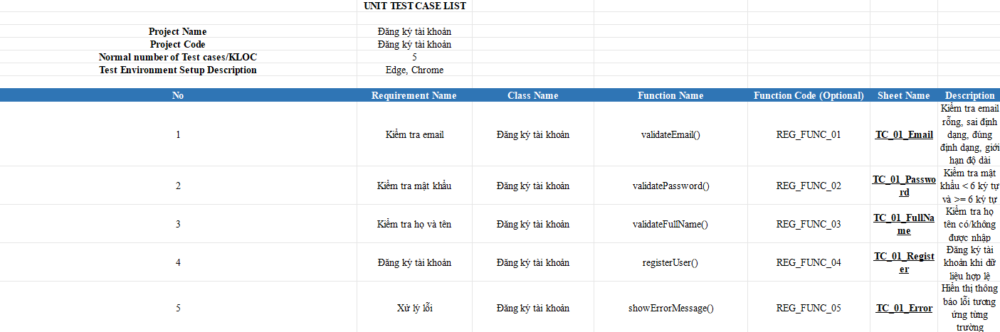 UNIT TEST CASE LIST
Project Name Đăng ký tài khoản
Project Code Đăng ký tài khoản
Normal number of Test cases/KLOC 5
Test Environment Setup Description Edge, Chrome
No Requirement Name Class Name Function Name Function Code (Optional) Sheet Name Description
1 Kiểm tra email Đăng ký tài khoản validateEmail() REG_FUNC_01 TC_01_Email
Kiểm tra email
rỗng, sai định
dạng, đúng
định dạng, giới
hạn độ dài
2 Kiểm tra mật khẩu Đăng ký tài khoản validatePassword() REG_FUNC_02
TC_01_Passwo
rd
Kiểm tra mật
khẩu < 6 ký tự
và >= 6 ký tự
3 Kiểm tra họ và tên Đăng ký tài khoản validateFullName() REG_FUNC_03
TC_01_FullNa
me
Kiểm tra họ
tên có/không
được nhập
4 Đăng ký tài khoản Đăng ký tài khoản registerUser() REG_FUNC_04
TC_01_Regist
er
Đăng ký tài
khoản khi dữ
liệu hợp lệ
5 Xử lý lỗi Đăng ký tài khoản showErrorMessage() REG_FUNC_05 TC_01_Error
Hiển thị thông
báo lỗi tương
ứng từng
trường